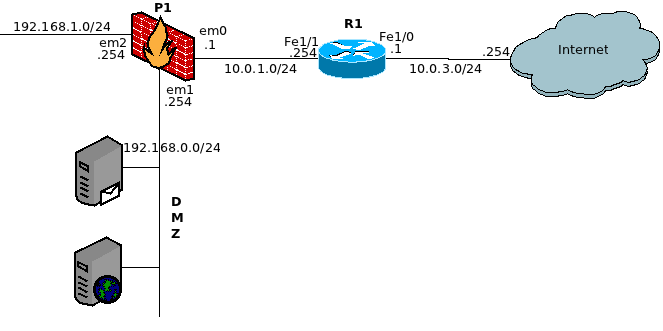 P1
192.168.1.0/24
em0
.1
em2
.254
em1
.254
10.0.1.0/24
R1
Fe1/1
.254
Fe1/0
.1
10.0.3.0/24
.254
Internet
192.168.0.0/24
D
M
Z